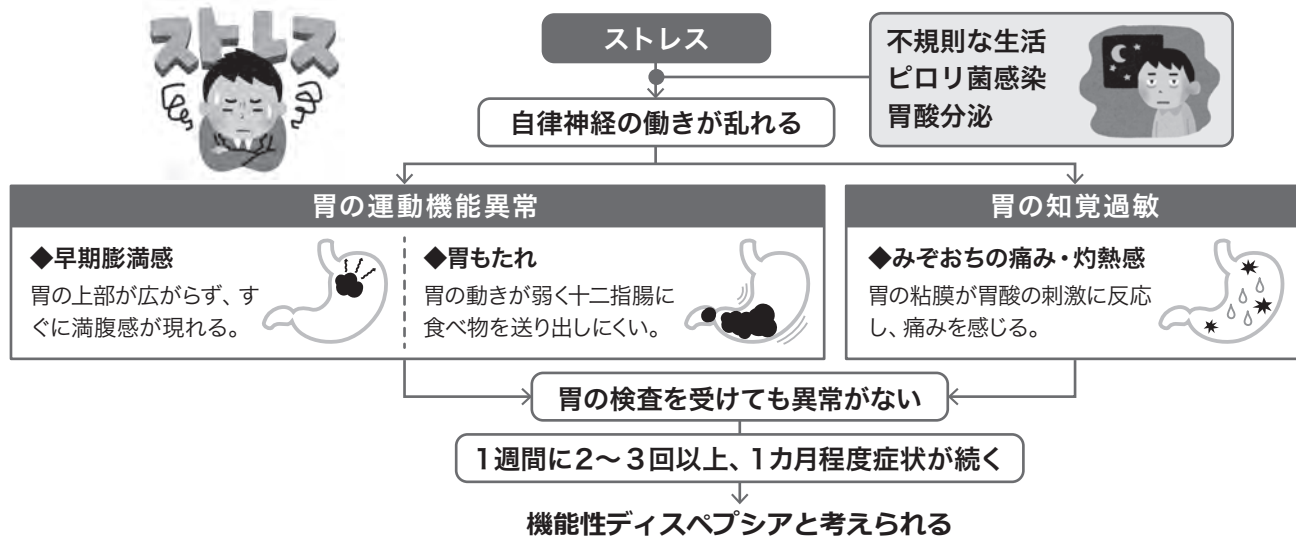 ストレス
ストレス
不規則な生活
ピロリ菌感染
胃酸分泌
自律神経の働きが乱れる
胃の運動機能異常
◆早期膨満感
胃の上部が広がらず、す
ぐに満腹感が現れる。
◆胃もたれ
胃の動きが弱く十二指腸に
食べ物を送り出しにくい。
胃の知覚過敏
◆みぞおちの痛み・灼熱感
胃の粘膜が胃酸の刺激に反応
し、痛みを感じる。
胃の検査を受けても異常がない
1週間に2〜3回以上、1カ月程度症状が続く
機能性ディスペプシアと考えられる